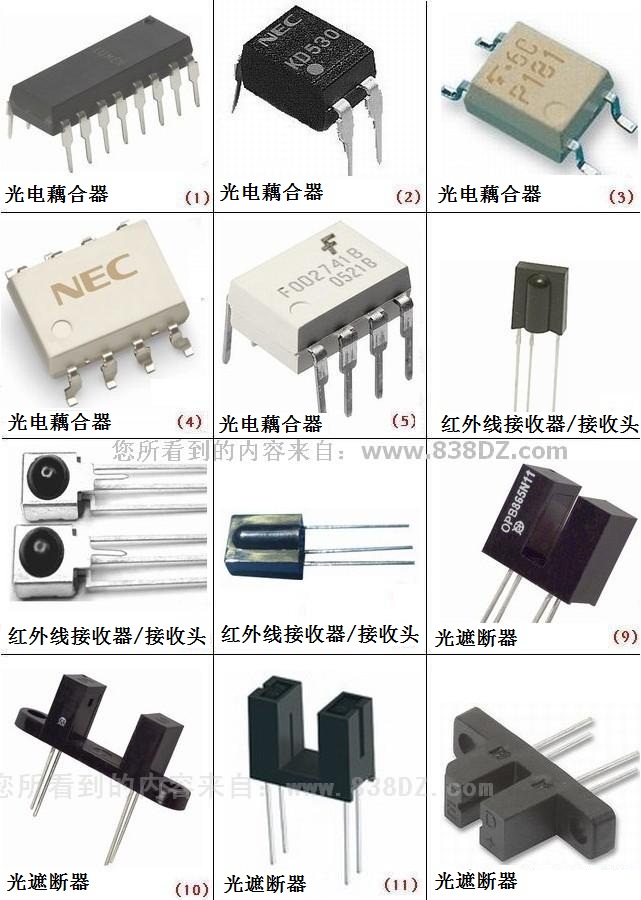 NEC
KD530
F·6C
P181
光电藕合器 (1)
光电藕合器 (2)
光电藕合器 (3)
NEC
F
FOD2741B
0521B
光电藕合器 (4)
光电藕合器 (5)
红外线接收器/接收头
您所看到的内容来自：www.838DZ.com
OPB865N11
红外线接收器/接收头
红外线接收器/接收头
光遮断器 (9)
您所看到的内容来自：www.838DZ.com
光遮断器 (10)
光遮断器 (11)
光遮断器